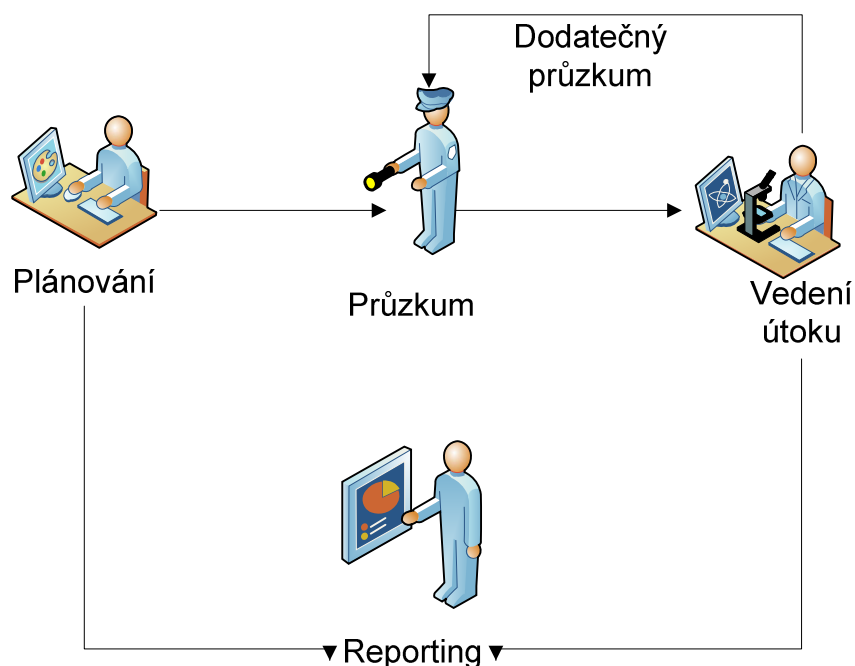 Dodatečný
průzkum
Plánování
Průzkum
Vedení
útoku
Reporting